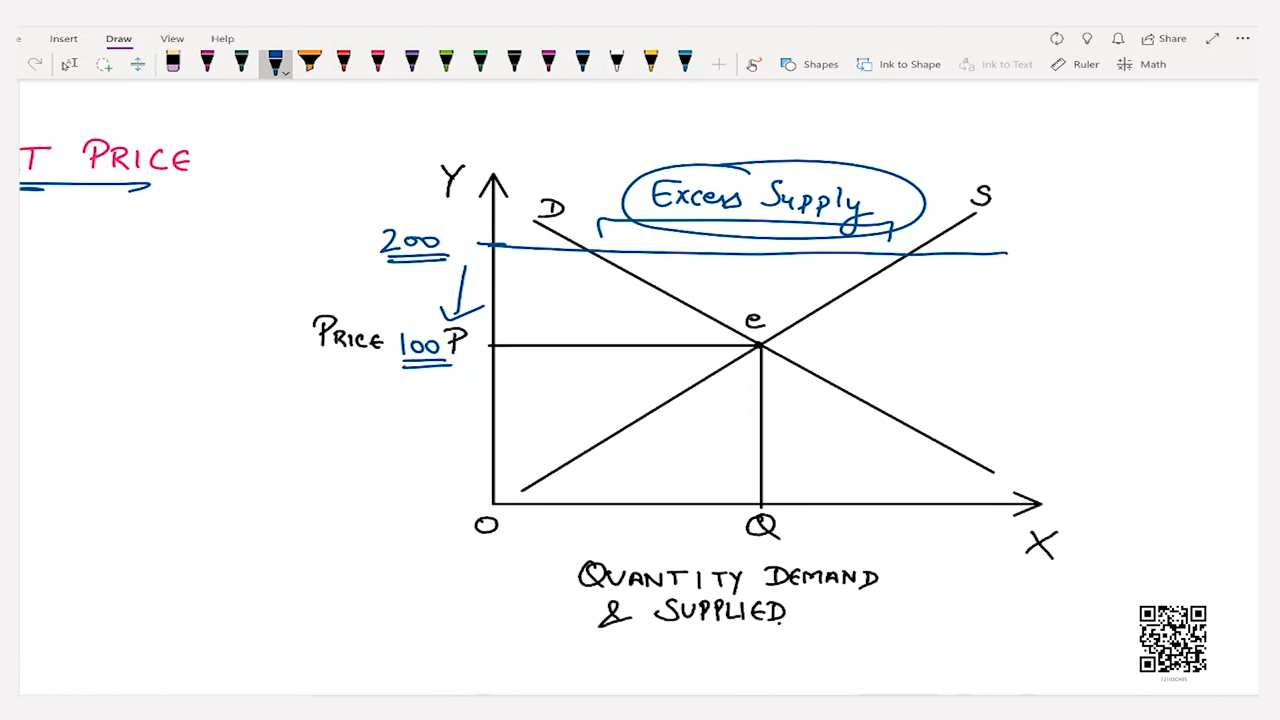 Insert Draw View Help
Share
Shapes Ink to Shape Ink to Text Ruler Math
T PRICE
Y
D
Excess Supply
S
200
e
PRICE 100 P
O
Q
X
QUANTITY DEMAND
& SUPPLIED
12103CH05